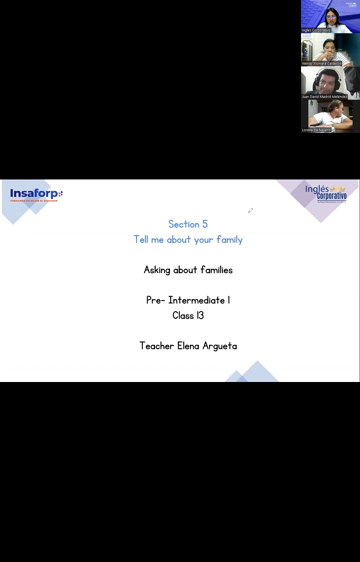 Insaforp
Inglés
Corporativo
Section 5
Tell me about your family
Asking about families
Pre- Intermediate 1
Class 13
Teacher Elena Argueta